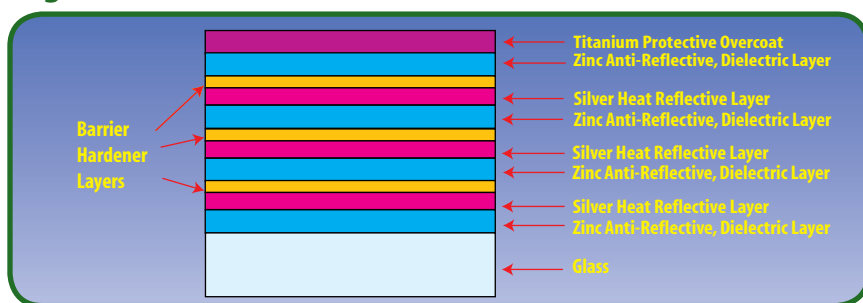 Titanium Protective Overcoat
Zinc Anti-Reflective, Dielectric Layer
Silver Heat Reflective Layer
Zinc Anti-Reflective, Dielectric Layer
Silver Heat Reflective Layer
Zinc Anti-Reflective, Dielectric Layer
Silver Heat Reflective Layer
Zinc Anti-Reflective, Dielectric Layer
Glass
Barrier
Hardener
Layers